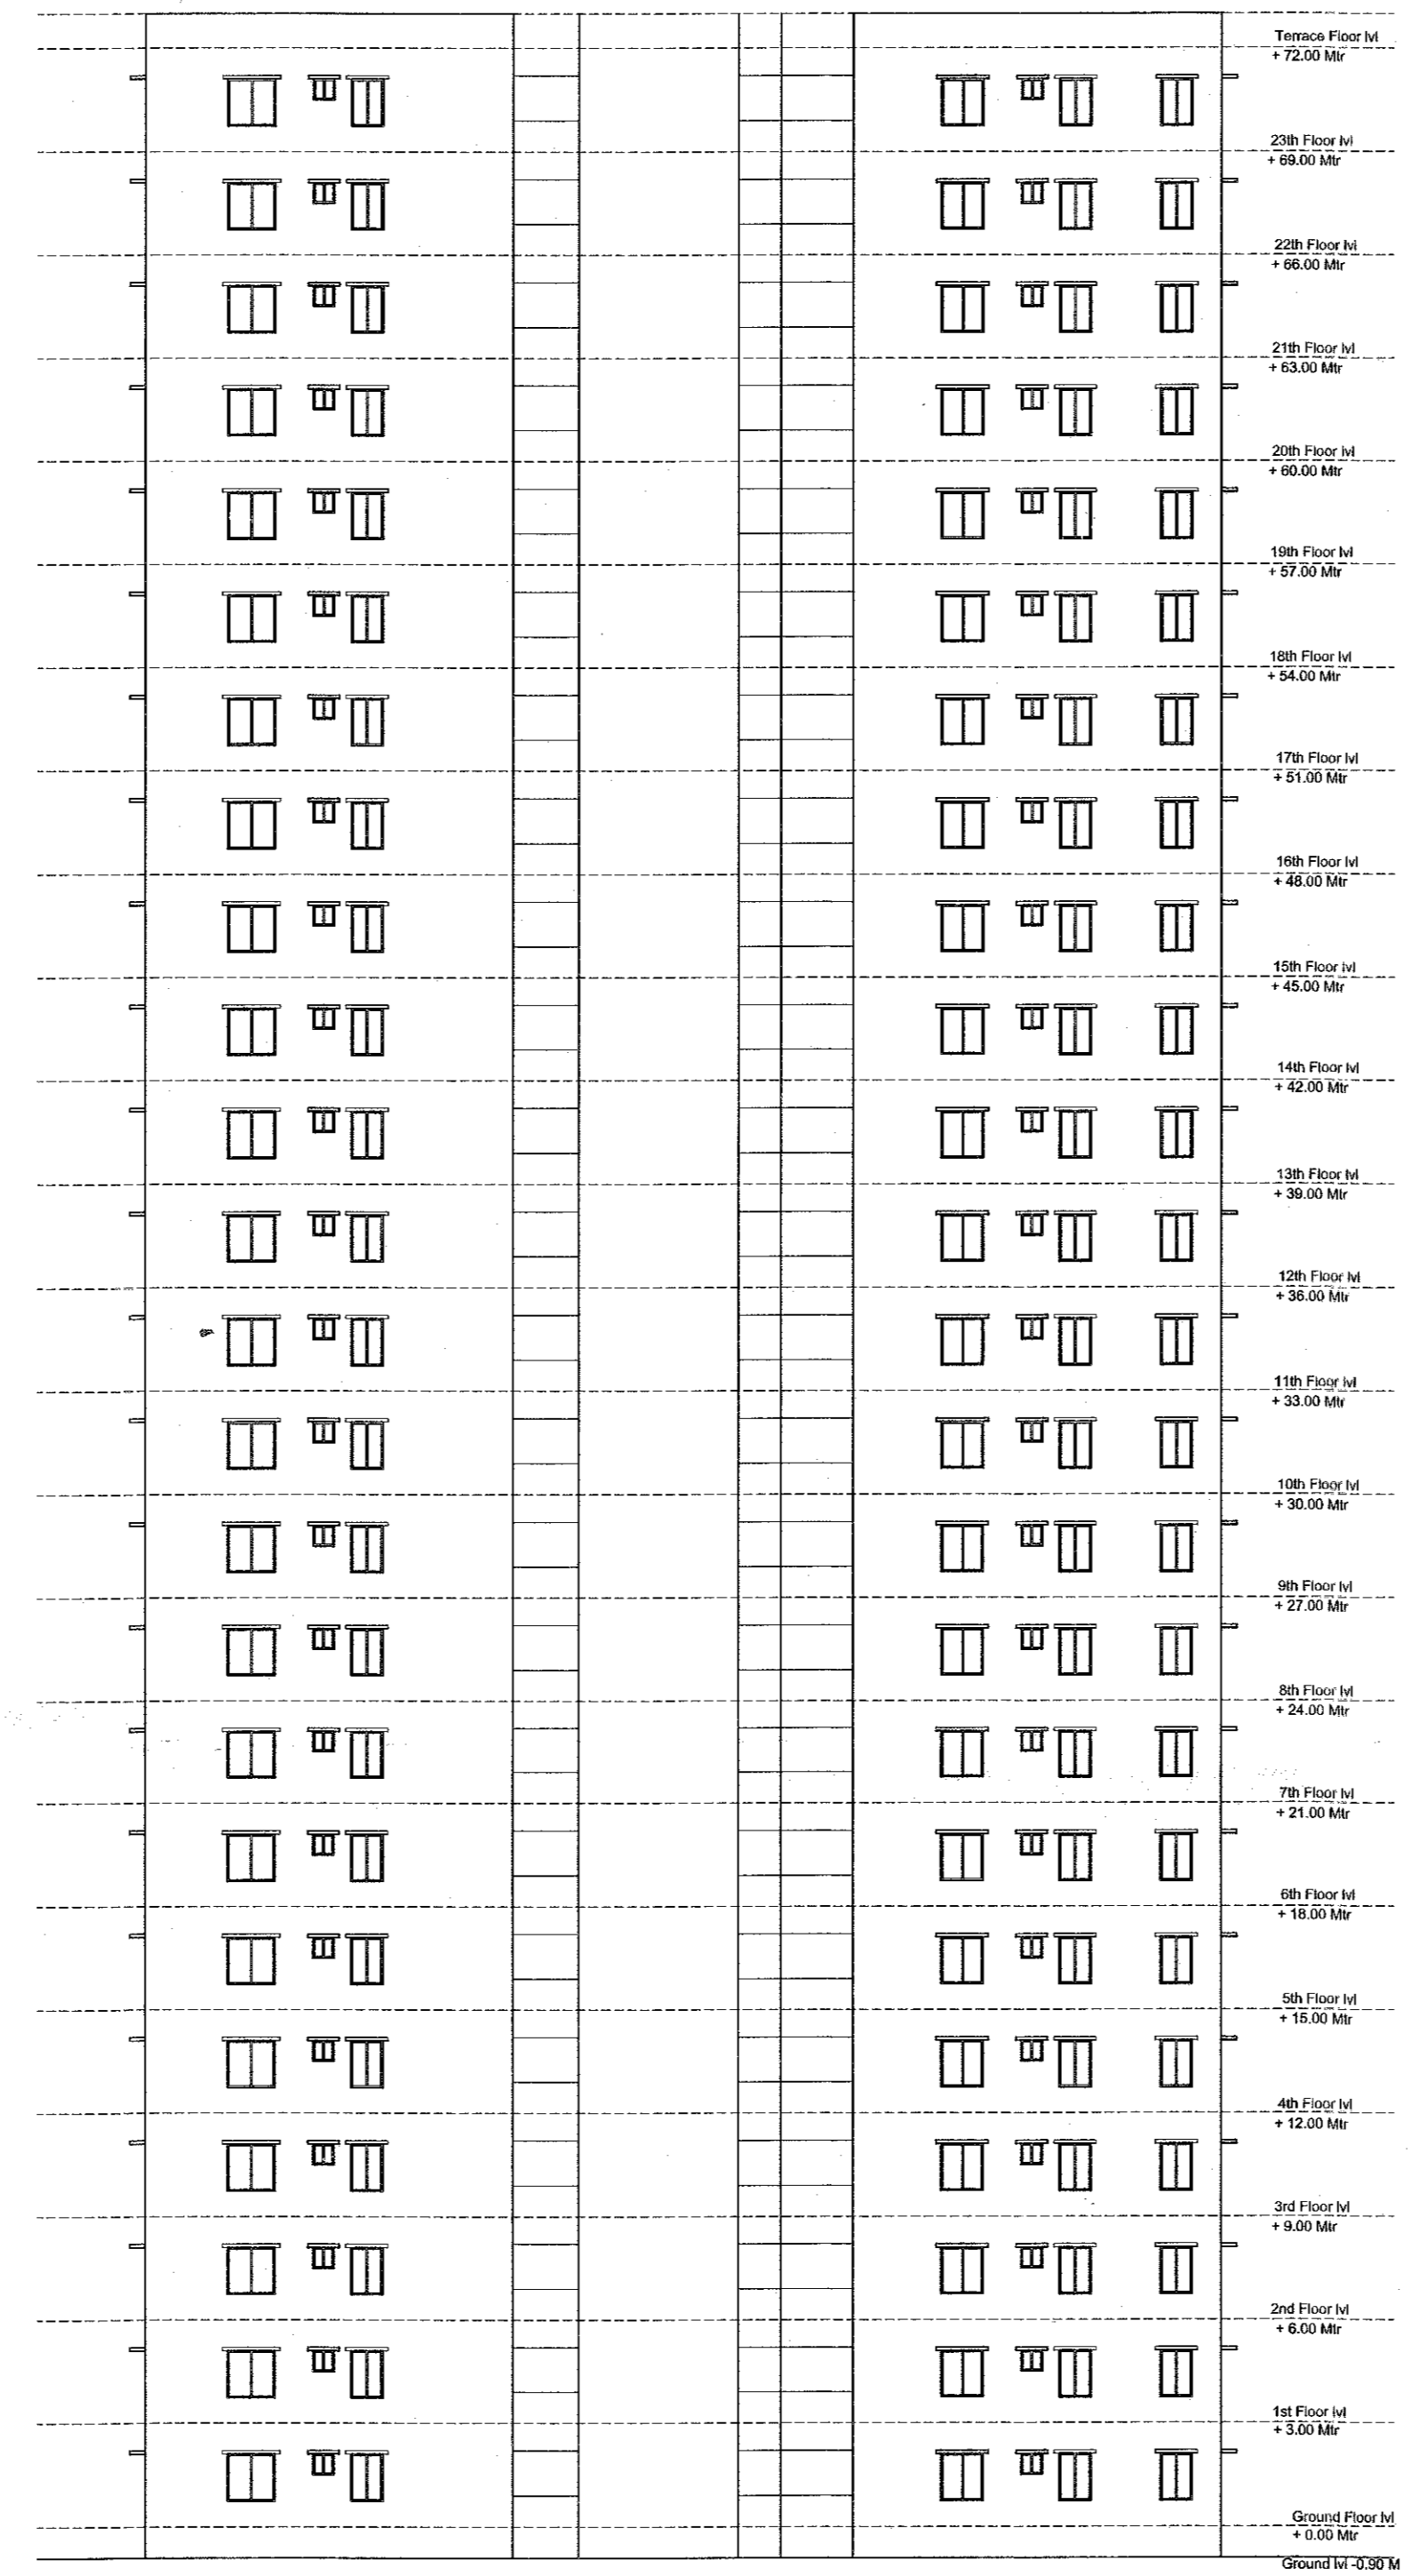 Terrace Floor lvl
+ 72.00 Mtr
23th Floor lvl
+ 69.00 Mtr
22th Floor lvl
+ 66.00 Mtr
21th Floor lvl
+ 63.00 Mtr
20th Floor lvl
+ 60.00 Mtr
19th Floor lvl
+ 57.00 Mtr
18th Floor lvl
+ 54.00 Mtr
17th Floor lvl
+ 51.00 Mtr
16th Floor lvl
+ 48.00 Mtr
15th Floor lvl
+ 45.00 Mtr
14th Floor lvl
+ 42.00 Mtr
13th Floor lvl
+ 39.00 Mtr
12th Floor lvl
+ 36.00 Mtr
11th Floor lvl
+ 33.00 Mtr
10th Floor lvl
+ 30.00 Mtr
9th Floor lvl
+ 27.00 Mtr
8th Floor lvl
+ 24.00 Mtr
7th Floor lvl
+ 21.00 Mtr
6th Floor lvl
+ 18.00 Mtr
5th Floor lvl
+ 15.00 Mtr
4th Floor lvl
+ 12.00 Mtr
3rd Floor lvl
+ 9.00 Mtr
2nd Floor lvl
+ 6.00 Mtr
1st Floor lvl
+ 3.00 Mtr
Ground Floor lvl
+ 0.00 Mtr
Ground lvl -0.90 M